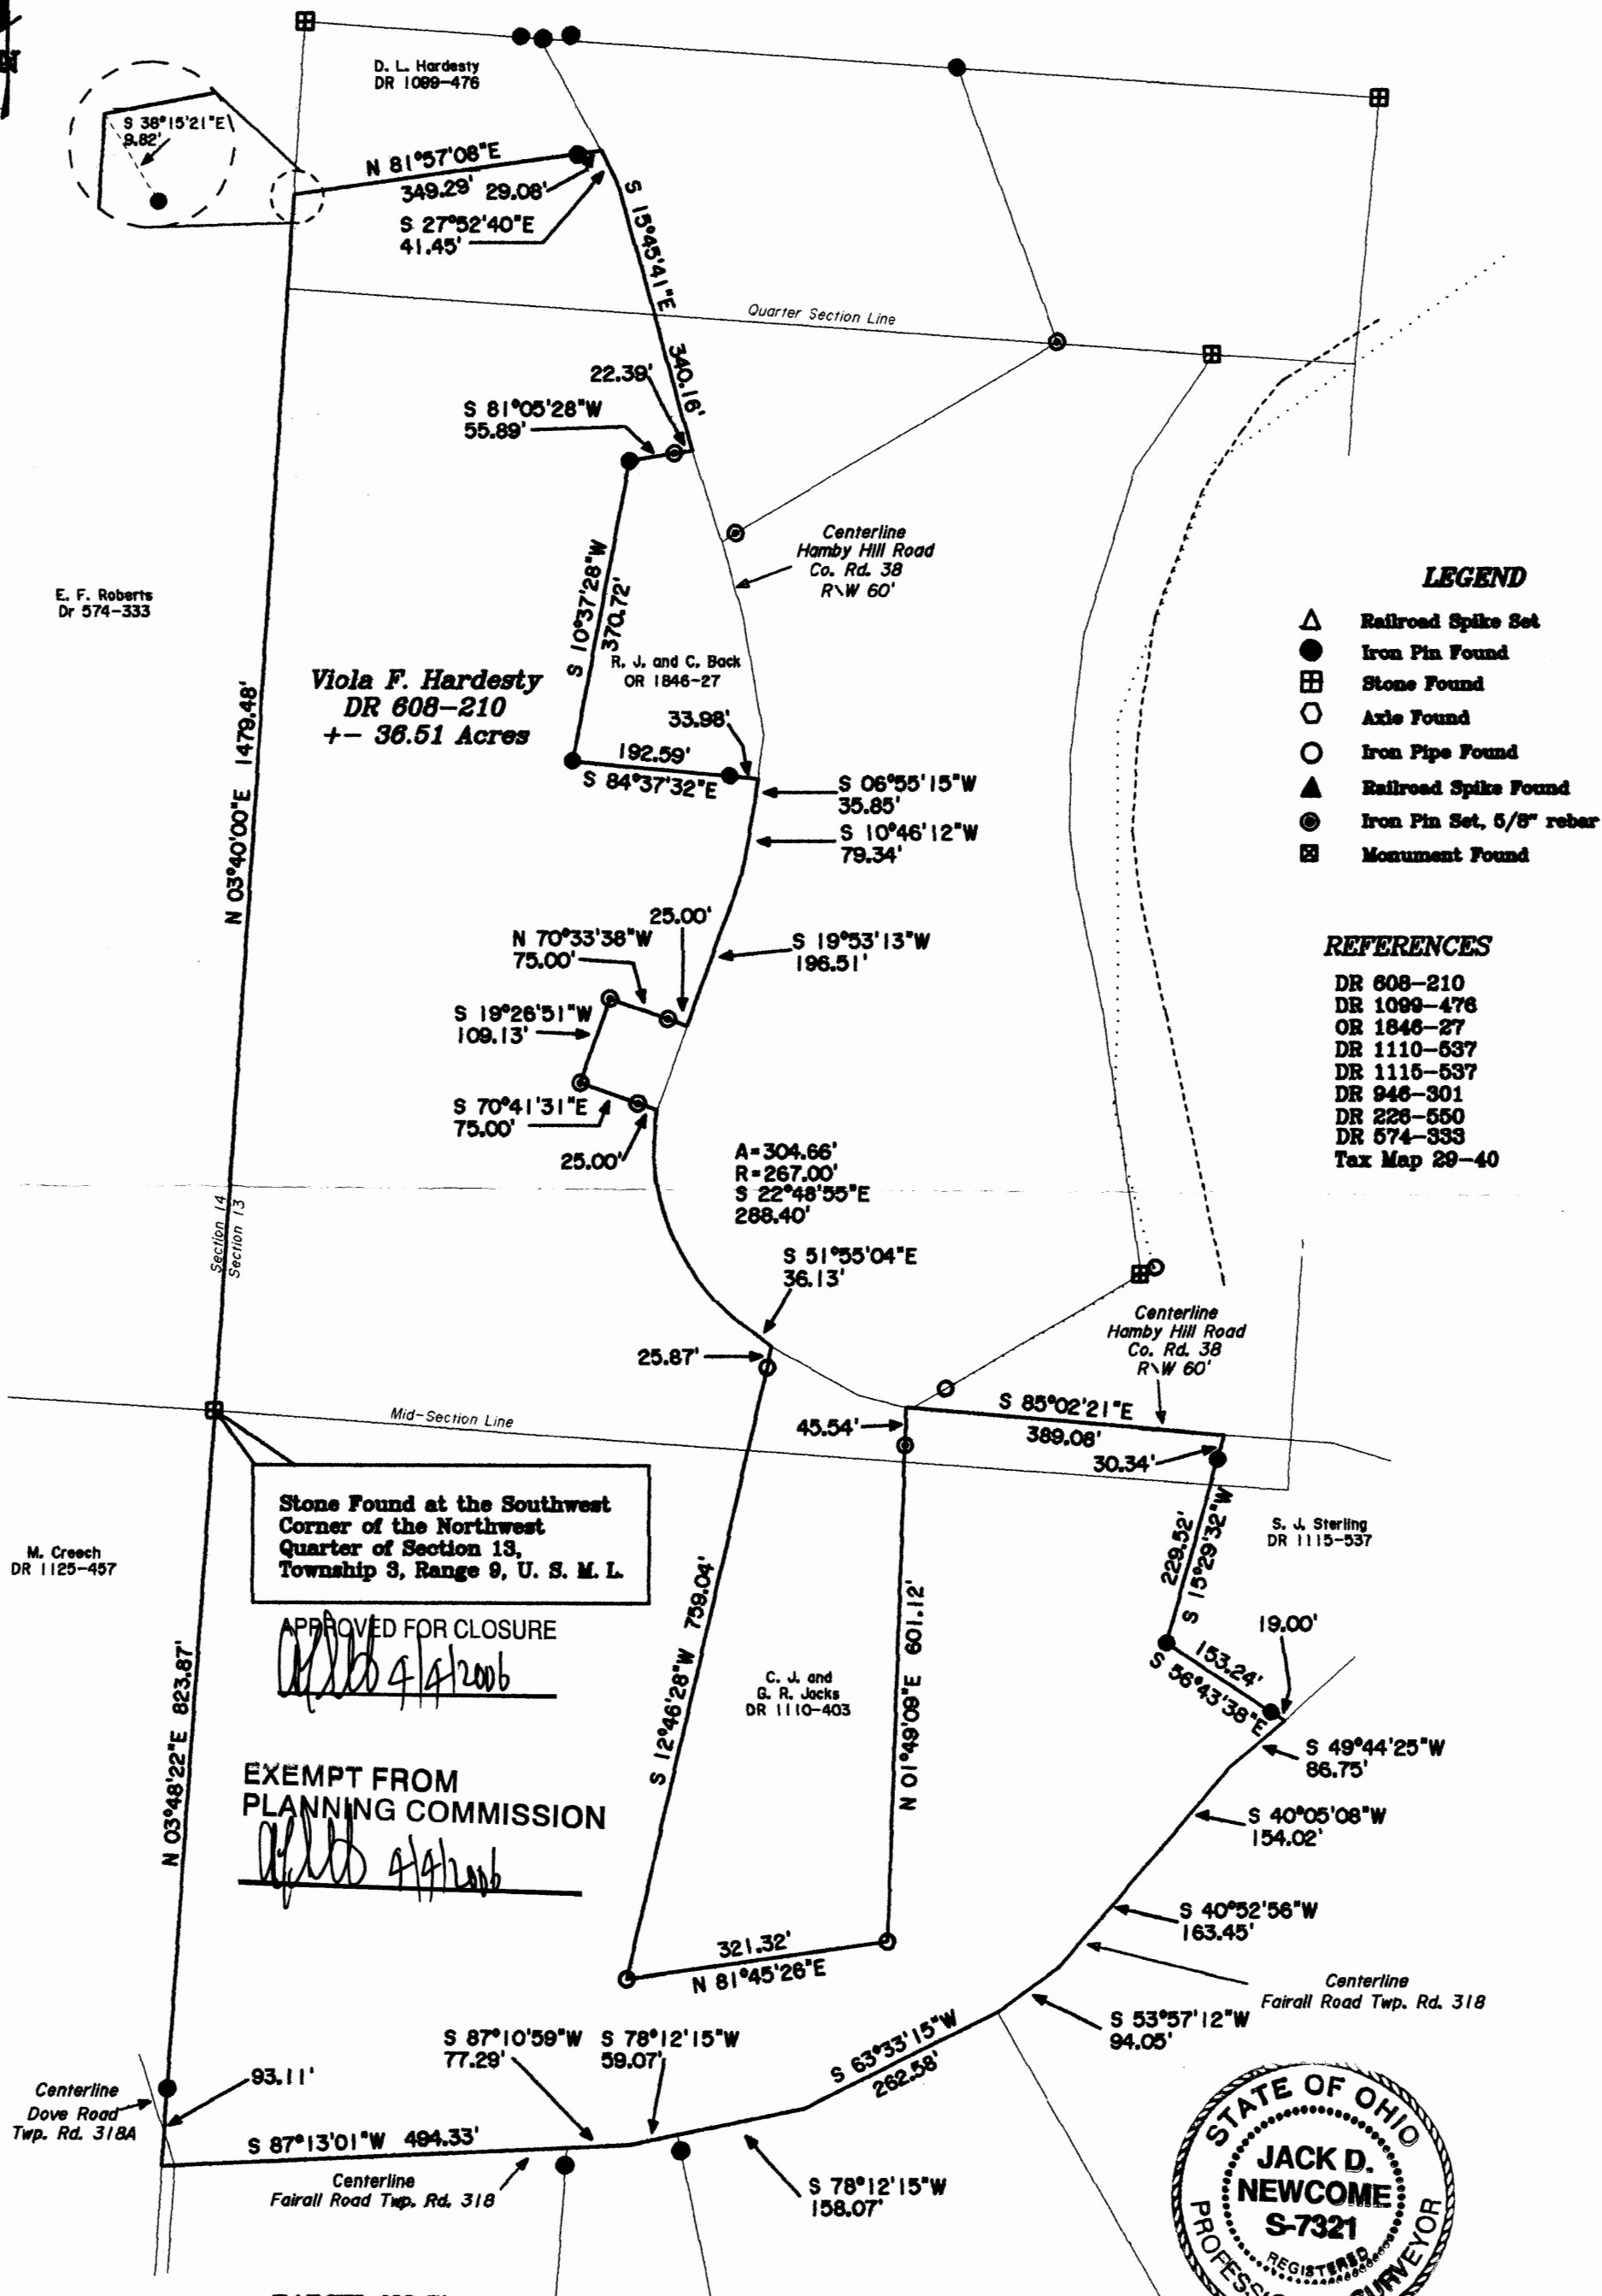 D. L. Hardesty
DR 1099-476
S 38°15'21"E
9.82'
N 81°57'08"E
349.29' 29.08'
S 27°52'40"E
41.45'
S 15°45'41"E
340.16'
Quarter Section Line
22.39'
S 81°05'28"W
55.89'
Centerline
Hamby Hill Road
Co. Rd. 38
R\W 60'
E. F. Roberts
Dr 574-333
S 10°37'28"W
370.72'
R. J. and C. Back
OR 1846-27
Viola F. Hardesty
DR 608-210
+- 36.51 Acres
33.98'
192.59'
S 84°37'32"E
S 06°55'15"W
35.85'
S 10°46'12"W
79.34'
N 03°40'00"E 1479.48'
25.00'
N 70°33'38"W
75.00'
S 19°53'13"W
196.51'
S 19°26'51"W
109.13'
S 70°41'31"E
75.00'
25.00'
A=304.66'
R=267.00'
S 22°48'55"E
288.40'
Section 14
Section 13
S 51°55'04"E
36.13'
25.87'
LEGEND
Railroad Spike Set
Iron Pin Found
Stone Found
Axle Found
Iron Pipe Found
Railroad Spike Found
Iron Pin Set, 5/8" rebar
Monument Found
REFERENCES
DR 608-210
DR 1099-476
OR 1846-27
DR 1110-537
DR 1115-537
DR 946-301
DR 226-550
DR 574-333
Tax Map 29-40
Centerline
Hamby Hill Road
Co. Rd. 38
R\W 60'
Mid-Section Line
45.54'
S 85°02'21"E
389.08'
30.34'
Stone Found at the Southwest
Corner of the Northwest
Quarter of Section 13,
Township 3, Range 9, U. S. M. L.
M. Creech
DR 1125-457
S. J. Sterling
DR 1115-537
229.52'
S 15°29'32"W
APPROVED FOR CLOSURE
4/4/2006
19.00'
153.24'
S 56°43'38"E
S 12°46'28"W 759.04'
C. J. and
G. R. Jacks
DR 1110-403
N 01°49'09"E 601.12'
N 03°48'22"E 823.87'
S 49°44'25"W
86.75'
EXEMPT FROM
PLANNING COMMISSION
4/4/2006
S 40°05'08"W
154.02'
S 40°52'56"W
163.45'
321.32'
N 81°45'26"E
Centerline
Fairall Road Twp. Rd. 318
S 53°57'12"W
94.05'
S 63°33'15"W
262.58'
S 87°10'59"W
77.29'
S 78°12'15"W
59.07'
93.11'
Centerline
Dove Road
Twp. Rd. 318A
S 87°13'01"W 494.33'
Centerline
Fairall Road Twp. Rd. 318
S 78°12'15"W
158.07'
STATE OF OHIO
JACK D.
NEWCOME
S-7321
REGISTERED
PROFESSIONAL SURVEYOR